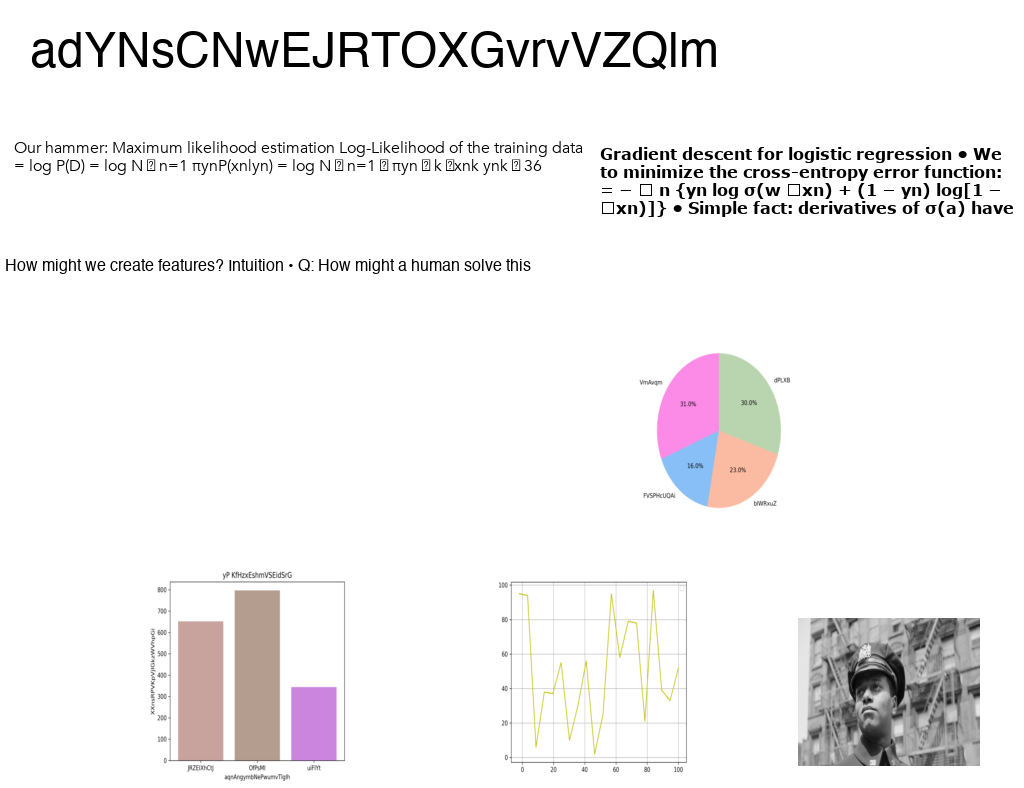 adYNsCNwEJRTOXGvrvVZQlm
Our hammer: Maximum likelihood estimation Log-Likelihood of the training data
= log P(D) = log N ⍰ n=1 πynP(xnlyn) = log N ⍰ n=1 ⍰ πyn ⍰ k ⍰xnk ynk ⍰ 36
Gradient descent for logistic regression ● We
to minimize the cross-entropy error function:
= − □ n {yn log σ(w □xn) + (1 − yn) log[1 −
□xn)]} ● Simple fact: derivatives of σ(a) have
How might we create features? Intuition • Q: How might a human solve this
VmAvqm
dPLXB
31.0%
30.0%
16.0%
23.0%
FVSPHcUQAi
bIWRxuZ
yP KfHzxEshmVSEidSrG
800
700
600
500
400
300
200
100
0
JRZEIXhCtJ
OfPsMl
uiFiYt
aqnAngymbNePwumvTlglh
100
80
60
40
20
0
0
20
40
60
80
100